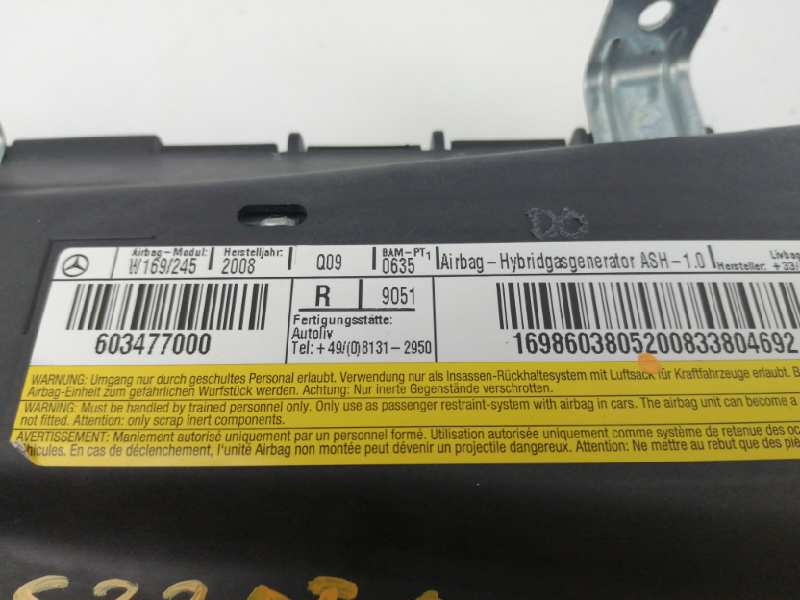 Airbag-Modul: Herstelljahr: BAM-PT1
W169/245 2008 Q09 0635 Airbag-Hybridgasgenerator ASH-1.0 Hersteller:
R 9051
Fertigungsstätte:
Autoliv
Tel:+49/(0)8131-2950
603477000
1698603805200833804692
WARNUNG: Umgang nur durch geschultes Personal erlaubt. Verwendung nur als Insassen-Rückhaltesystem mit Luftsack für Kraftfahrzeuge erlaubt.
Airbag-Einheit zum gefährlichen Wurfstück werden. Achtung: Nur inerte Gegenstände verschrotten.
WARNING: Must be handled by trained personnel only. Only use as passenger restraint-system with airbag in cars. The airbag unit can become a
not fitted. Attention: only scrap inert components.
AVERTISSEMENT: Maniement autorisé uniquement par un personnel formé. Utilisation autorisée uniquement comme système de retenue des
véhicules. En cas de déclenchement, l'unité Airbag non montée peut devenir un projectile dangereux. Attention: Ne mettre au rebut que des